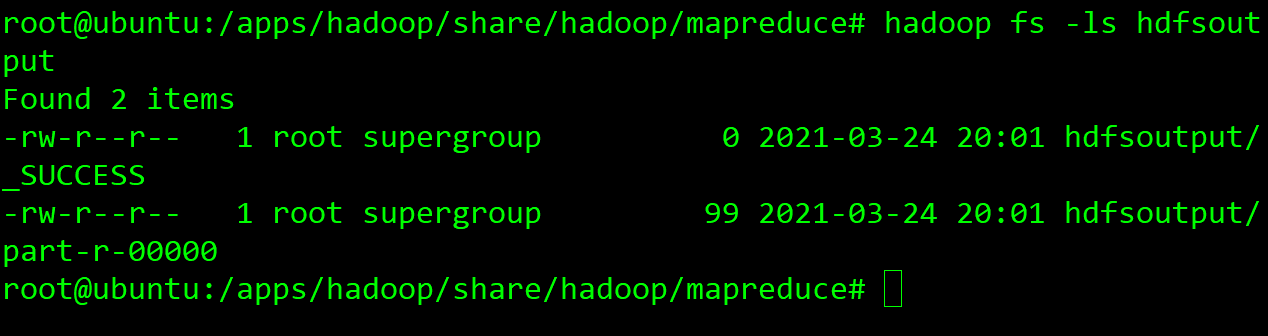 root@ubuntu:/apps/hadoop/share/hadoop/mapreduce# hadoop fs -ls hdfsout
put
Found 2 items
-rw-r--r--   1 root supergroup          0 2021-03-24 20:01 hdfsoutput/
_SUCCESS
-rw-r--r--   1 root supergroup         99 2021-03-24 20:01 hdfsoutput/
part-r-00000
root@ubuntu:/apps/hadoop/share/hadoop/mapreduce#